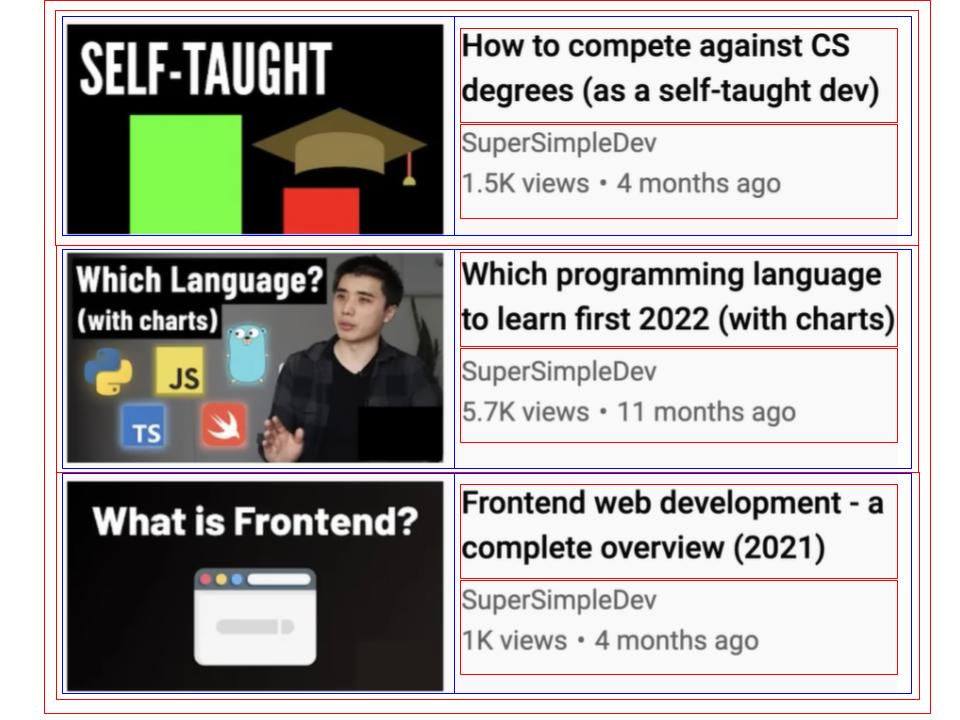 SELF-TAUGHT
How to compete against CS
degrees (as a self-taught dev)
SuperSimpleDev
1.5K views • 4 months ago
Which Language?
(with charts)
JS
TS
Which programming language
to learn first 2022 (with charts)
SuperSimpleDev
5.7K views • 11 months ago
What is Frontend?
Frontend web development - a
complete overview (2021)
SuperSimpleDev
1K views • 4 months ago